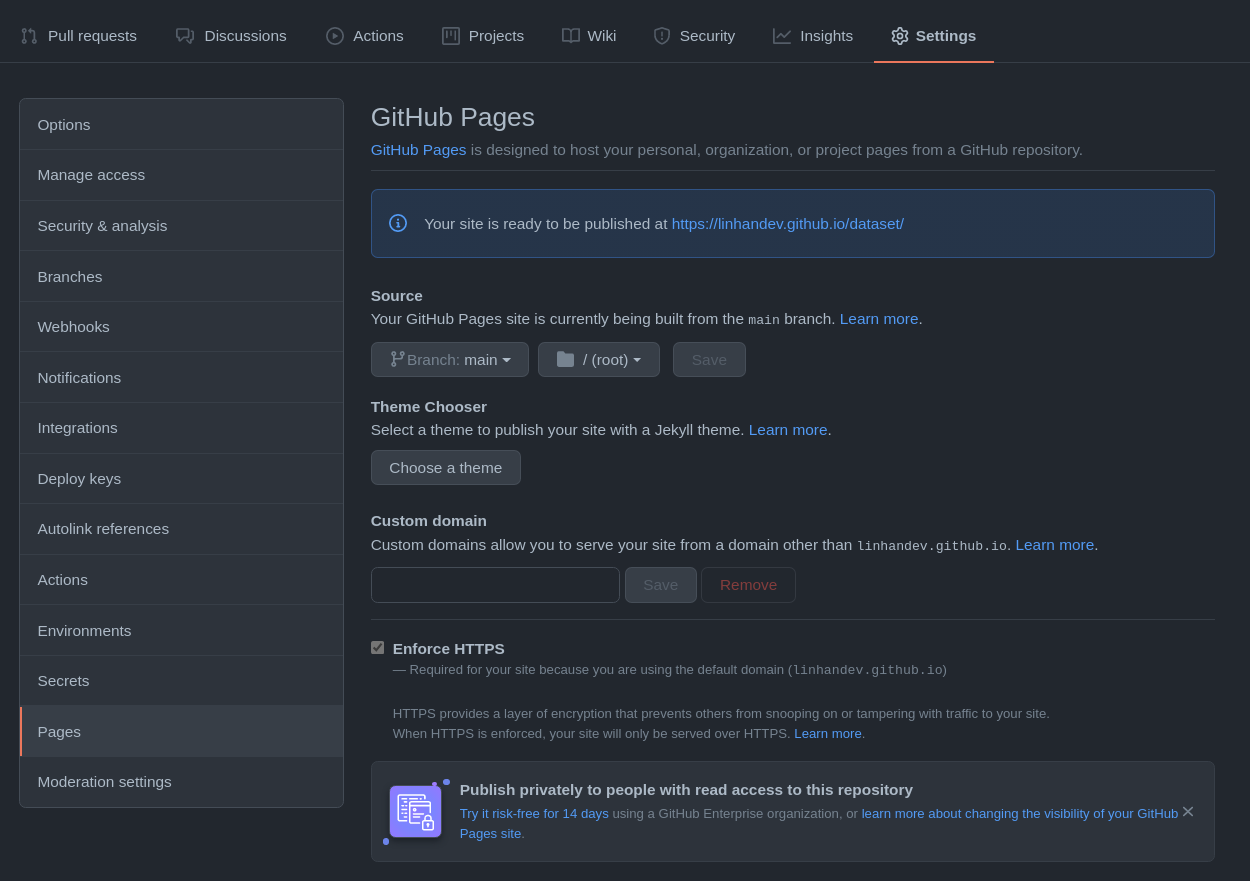 Pull requests Discussions Actions Projects Wiki Security Insights Settings
Options
Manage access
Security & analysis
Branches
Webhooks
Notifications
Integrations
Deploy keys
Autolink references
Actions
Environments
Secrets
Pages
Moderation settings
GitHub Pages
GitHub Pages is designed to host your personal, organization, or project pages from a GitHub repository.
Your site is ready to be published at https://linhandev.github.io/dataset/
Source
Your GitHub Pages site is currently being built from the main branch. Learn more.
Branch: main / (root) Save
Theme Chooser
Select a theme to publish your site with a Jekyll theme. Learn more.
Choose a theme
Custom domain
Custom domains allow you to serve your site from a domain other than linhandev.github.io. Learn more.
Save Remove
Enforce HTTPS
— Required for your site because you are using the default domain (linhandev.github.io)
HTTPS provides a layer of encryption that prevents others from snooping on or tampering with traffic to your site.
When HTTPS is enforced, your site will only be served over HTTPS. Learn more.
Publish privately to people with read access to this repository
Try it risk-free for 14 days using a GitHub Enterprise organization, or learn more about changing the visibility of your GitHub
Pages site.